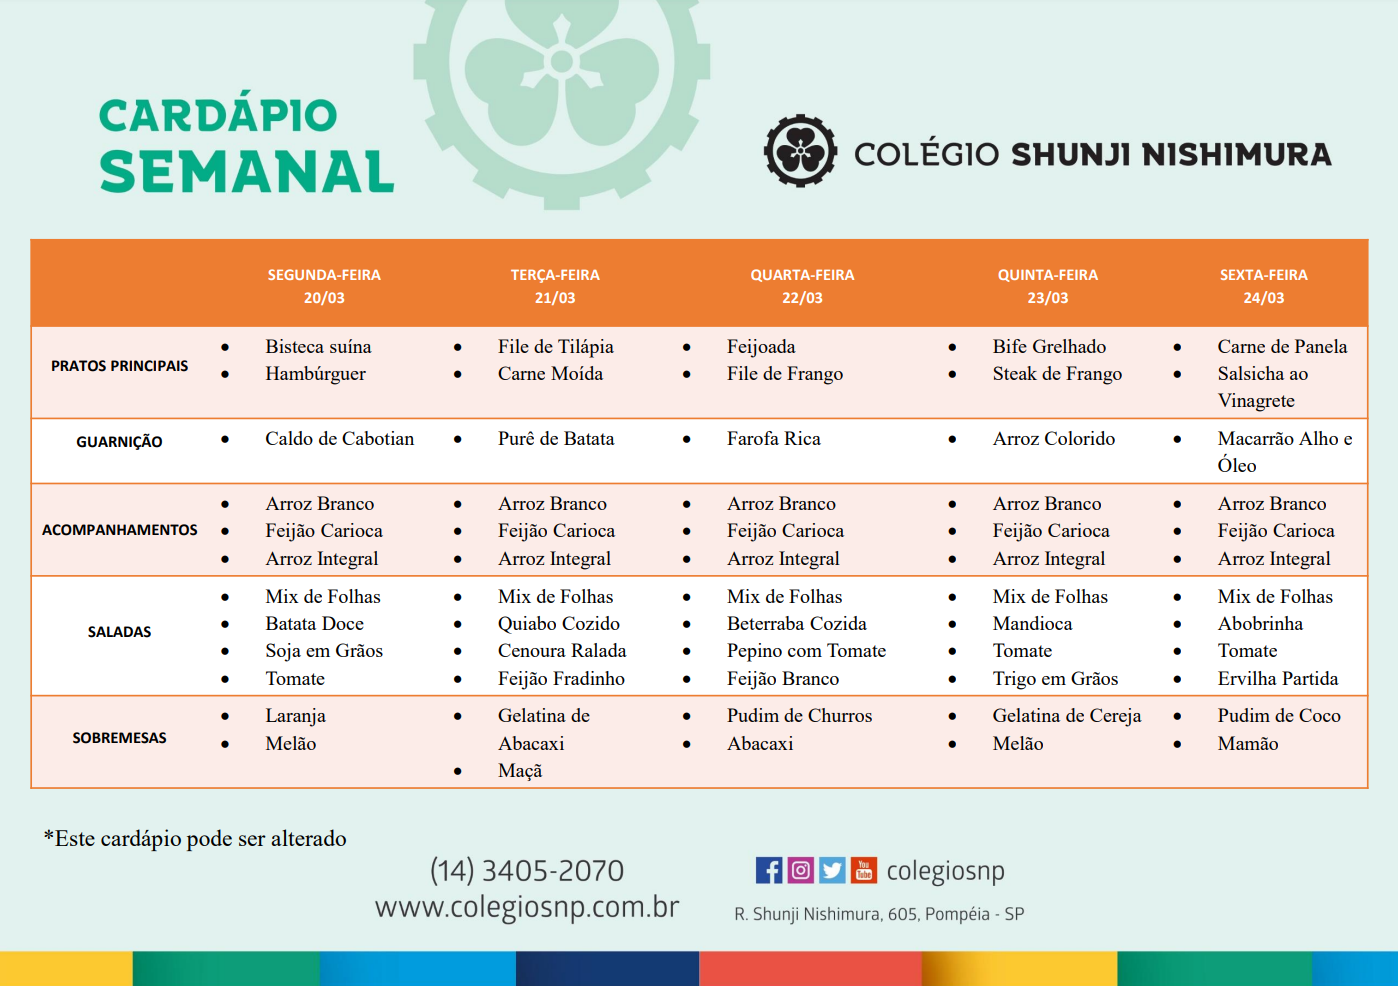 CARDÁPIO
SEMANAL
COLÉGIO SHUNJI NISHIMURA
SEGUNDA-FEIRA
20/03
TERÇA-FEIRA
21/03
QUARTA-FEIRA
22/03
QUINTA-FEIRA
23/03
SEXTA-FEIRA
24/03
PRATOS PRINCIPAIS
• Bisteca suína
• Hambúrguer
• File de Tilápia
• Carne Moída
• Feijoada
• File de Frango
• Bife Grelhado
• Steak de Frango
• Carne de Panela
• Salsicha ao
Vinagrete
GUARNIÇÃO
• Caldo de Cabotian
• Purê de Batata
• Farofa Rica
• Arroz Colorido
• Macarrão Alho e
Óleo
ACOMPANHAMENTOS
• Arroz Branco
• Feijão Carioca
• Arroz Integral
• Arroz Branco
• Feijão Carioca
• Arroz Integral
• Arroz Branco
• Feijão Carioca
• Arroz Integral
• Arroz Branco
• Feijão Carioca
• Arroz Integral
• Arroz Branco
• Feijão Carioca
• Arroz Integral
SALADAS
• Mix de Folhas
• Batata Doce
• Soja em Grãos
• Tomate
• Mix de Folhas
• Quiabo Cozido
• Cenoura Ralada
• Feijão Fradinho
• Mix de Folhas
• Beterraba Cozida
• Pepino com Tomate
• Feijão Branco
• Mix de Folhas
• Mandioca
• Tomate
• Trigo em Grãos
• Mix de Folhas
• Abobrinha
• Tomate
• Ervilha Partida
SOBREMESAS
• Laranja
• Melão
• Gelatina de
Abacaxi
• Maçã
• Pudim de Churros
• Abacaxi
• Gelatina de Cereja
• Melão
• Pudim de Coco
• Mamão
*Este cardápio pode ser alterado
(14) 3405-2070
www.colegiosnp.com.br
You
Tube
colegiosnp
R. Shunji Nishimura, 605, Pompéia - SP